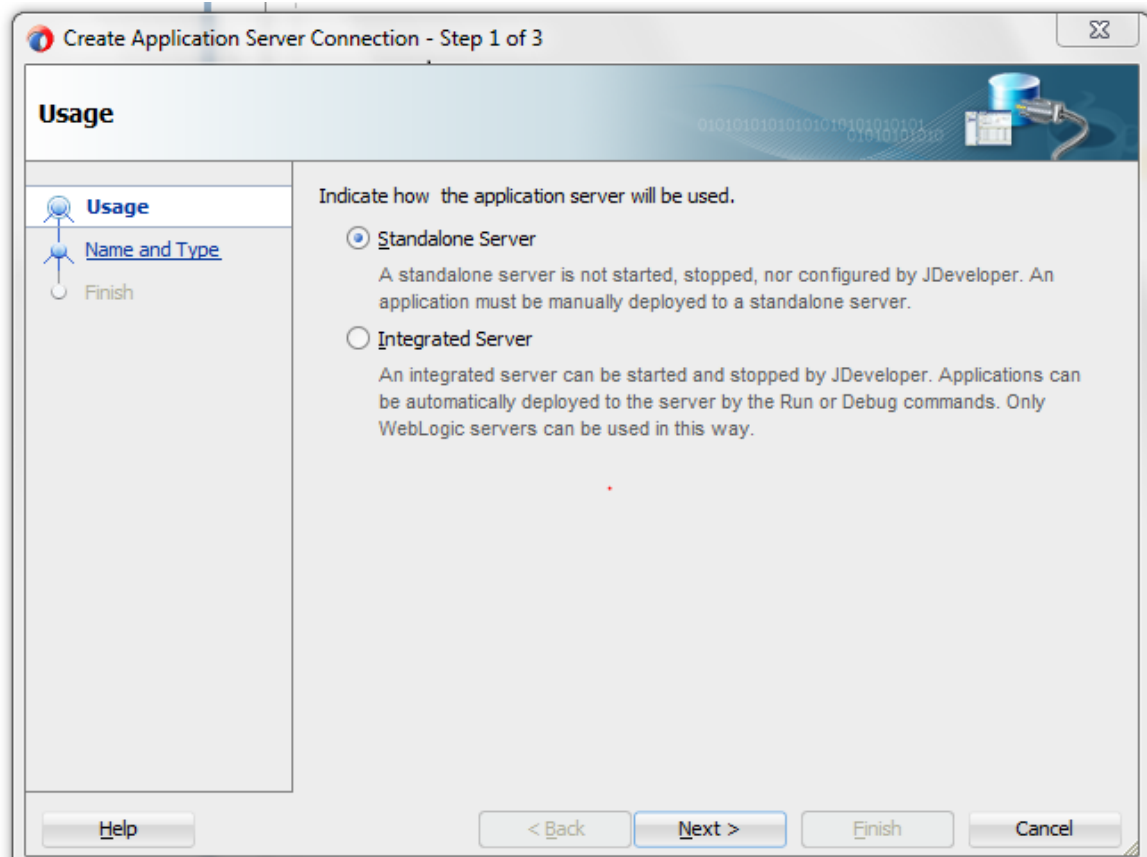 Create Application Server Connection - Step 1 of 3
Usage
010101010101010101010101
01010101010
Usage
Name and Type
Finish
Indicate how  the application server will be used.
Standalone Server
A standalone server is not started, stopped, nor configured by JDeveloper. An
application must be manually deployed to a standalone server.
Integrated Server
An integrated server can be started and stopped by JDeveloper. Applications can
be automatically deployed to the server by the Run or Debug commands. Only
WebLogic servers can be used in this way.
Help
< Back
Next >
Finish
Cancel